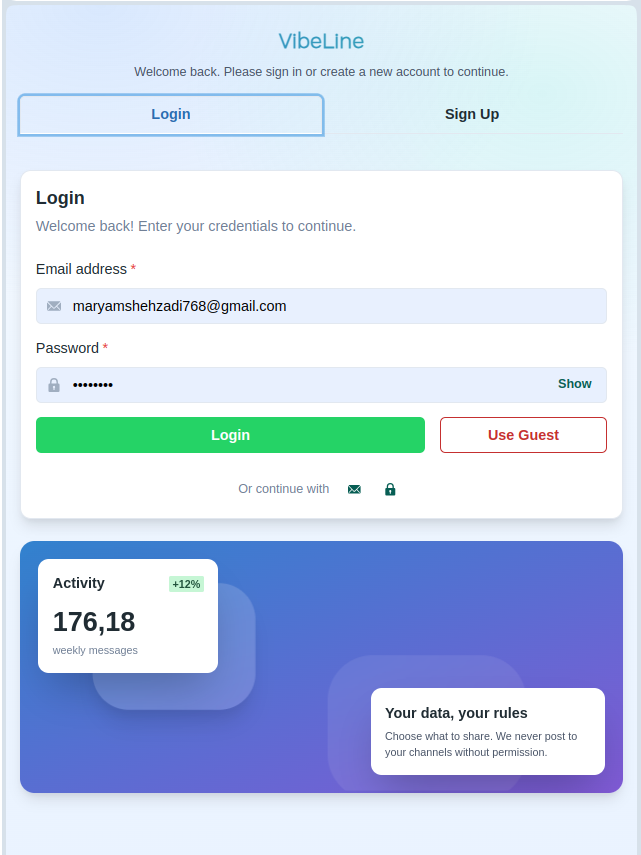 VibeLine
Welcome back. Please sign in or create a new account to continue.
Login
Sign Up
Login
Welcome back! Enter your credentials to continue.
Email address *
maryamshehzadi768@gmail.com
Password *
••••••••
Show
Login
Use Guest
Or continue with
Activity
+12%
176,18
weekly messages
Your data, your rules
Choose what to share. We never post to
your channels without permission.